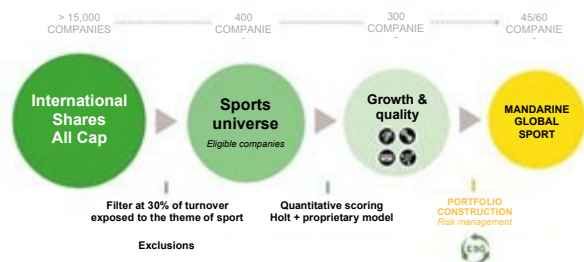 > 15,000
COMPANIES
400
COMPANIE
S
300
COMPANIE
S
45/60
COMPANIE
S
International
Shares
All Cap
Sports
universe
Eligible companies
Growth &
quality
MANDARINE
GLOBAL
SPORT
Filter at 30% of turnover
exposed to the theme of sport
Exclusions
Quantitative scoring
Holt + proprietary model
PORTFOLIO
CONSTRUCTION
Risk management
ESG